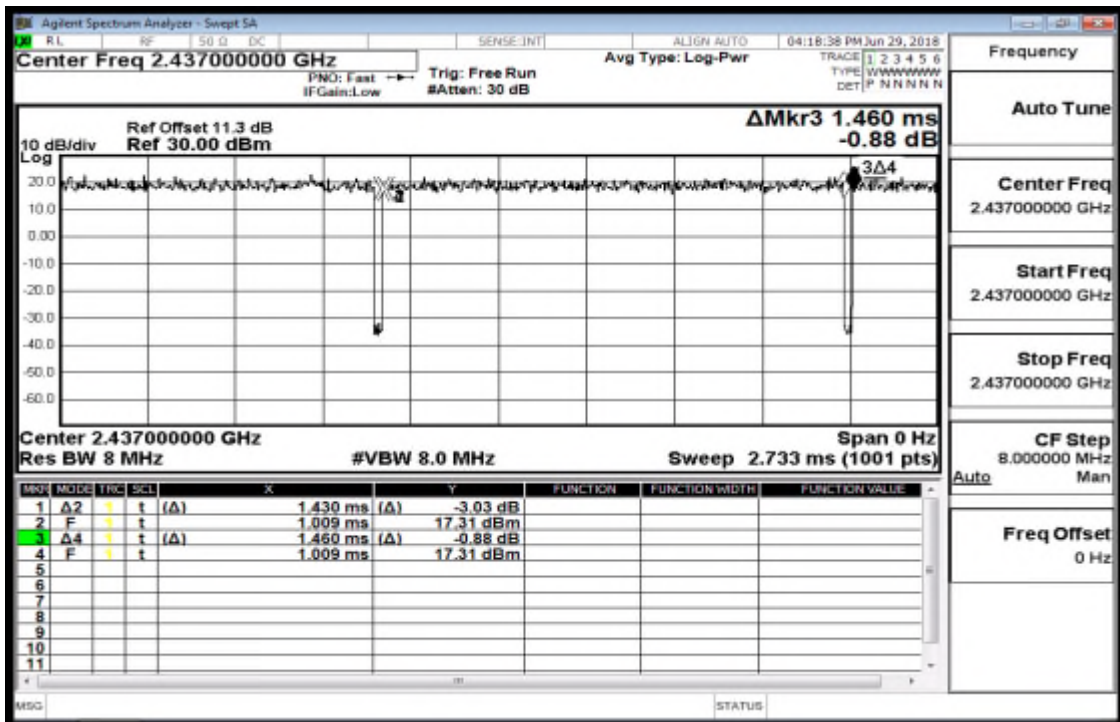 Agilent Spectrum Analyzer - Swept SA
RL RF 50 Ω DC SENSE:INT ALIGN AUTO 04:18:38 PM Jun 29, 2018
Center Freq 2.437000000 GHz
PNO: Fast
IFGain:Low
Trig: Free Run
#Atten: 30 dB
Avg Type: Log-Pwr
TRACE 1 2 3 4 5 6
TYPE WWWWWW
DET P N N N N N
ΔMkr3 1.460 ms
-0.88 dB
Ref Offset 11.3 dB
10 dB/div Ref 30.00 dBm
Log
20.0
10.0
0.00
-10.0
-20.0
-30.0
-40.0
-50.0
-60.0
3Δ4
Center 2.437000000 GHz Span 0 Hz
Res BW 8 MHz #VBW 8.0 MHz Sweep 2.733 ms (1001 pts)
MKR MODE TRC SCL X Y FUNCTION FUNCTION WIDTH FUNCTION VALUE
1 Δ2 1 t (Δ) 1.430 ms (Δ) -3.03 dB
2 F 1 t 1.009 ms 17.31 dBm
3 Δ4 1 t (Δ) 1.460 ms (Δ) -0.88 dB
4 F 1 t 1.009 ms 17.31 dBm
5
6
7
8
9
10
11
MSG STATUS
Frequency
Auto Tune
Center Freq
2.437000000 GHz
Start Freq
2.437000000 GHz
Stop Freq
2.437000000 GHz
CF Step
8.000000 MHz
Auto Man
Freq Offset
0 Hz